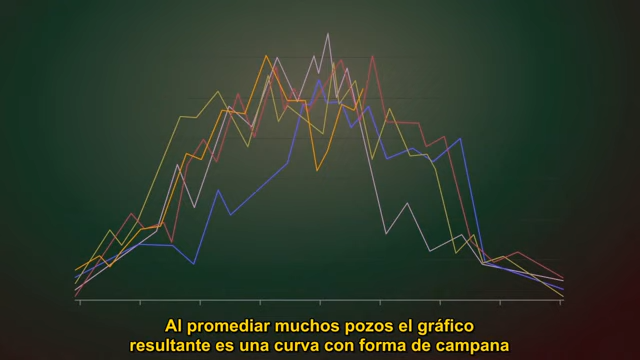 Al promediar muchos pozos el gráfico
resultante es una curva con forma de campana